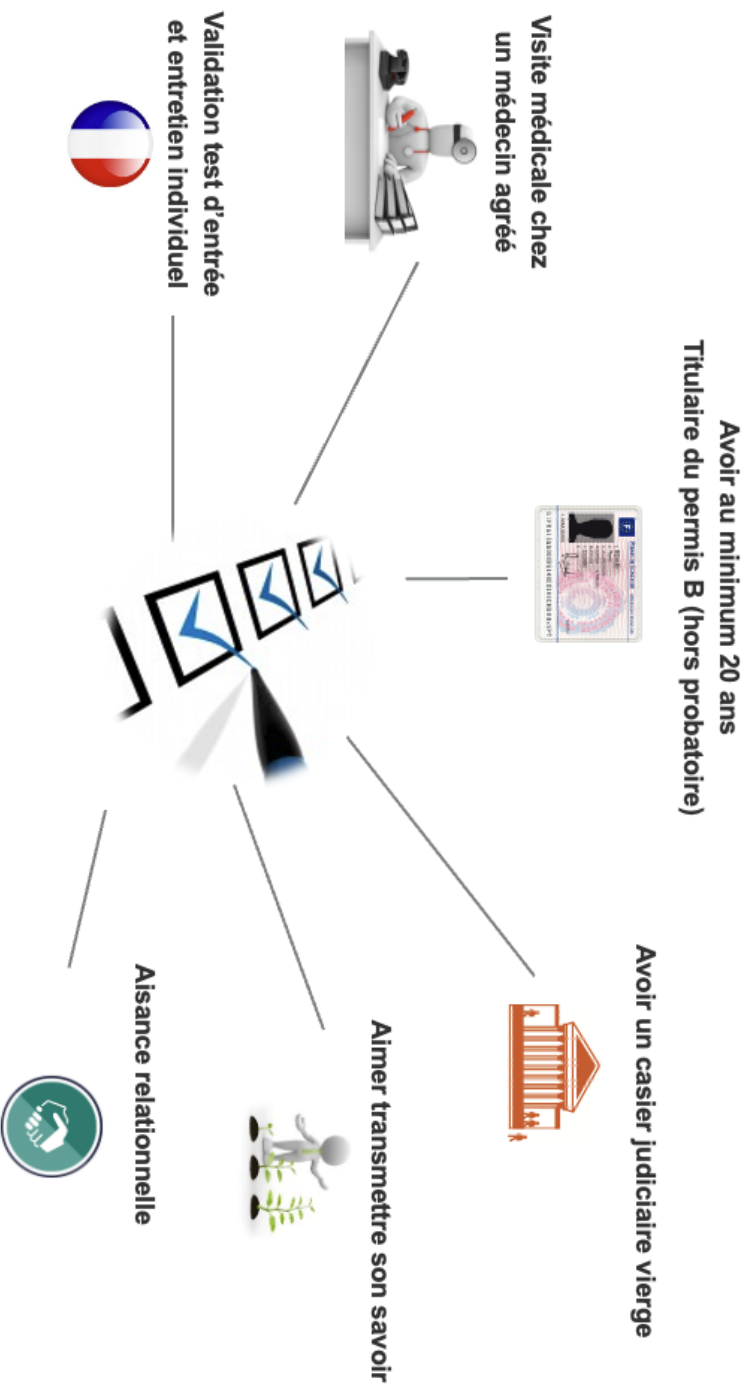 Avoir au minimum 20 ans
Titulaire du permis B (hors probatoire)
Visite médicale chez
un médecin agréé
Avoir un casier judiciaire vierge
Validation test d'entrée
et entretien individuel
Aimer transmettre son savoir
Aisance relationnelle